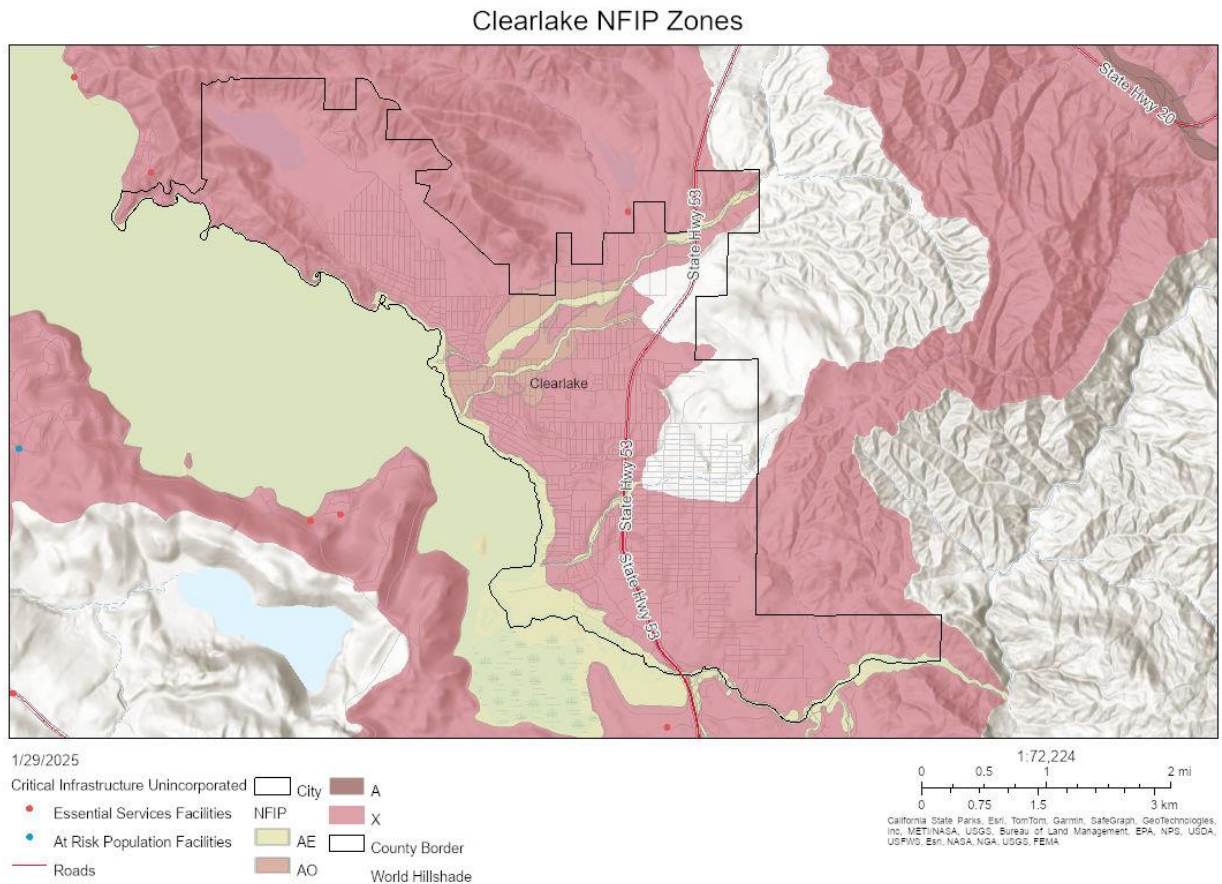 Clearlake NFIP Zones
State Hwy 20
State Hwy 53
Clearlake
State Hwy 53
State Hwy 53
1/29/2025
Critical Infrastructure Unincorporated
Essential Services Facilities
At Risk Population Facilities
Roads
City
NFIP
AE
AO
A
X
County Border
World Hillshade
1:72,224
0 0.5 1 2 mi
0 0.75 1.5 3 km
California State Parks, Esri, TomTom, Garmin, SafeGraph, GeoTechnologies,
Inc, METI/NASA, USGS, Bureau of Land Management, EPA, NPS, USDA,
USFWS, Esri, NASA, NGA, USGS, FEMA